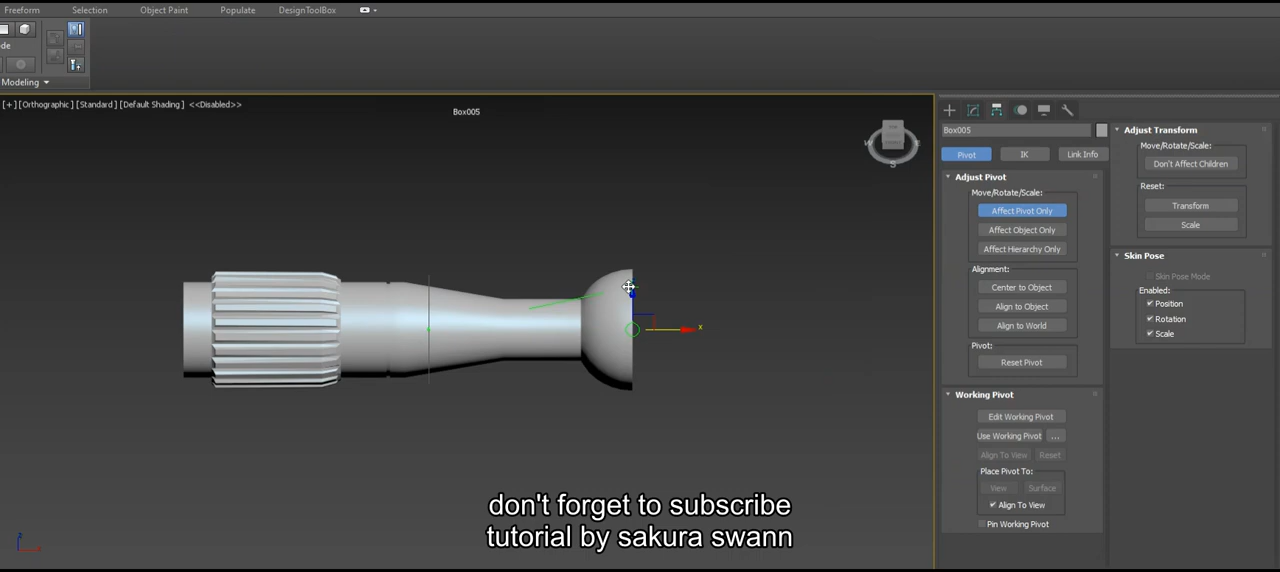 Freeform Selection Object Paint Populate DesignToolBox
de
Modeling
[+] [Orthographic] [Standard] [Default Shading] <<Disabled>>
Box005
W E
S
x
z
Box005
Pivot IK Link Info
Adjust Pivot
Move/Rotate/Scale:
Affect Pivot Only
Affect Object Only
Affect Hierarchy Only
Alignment:
Center to Object
Align to Object
Align to World
Pivot:
Reset Pivot
Working Pivot
Edit Working Pivot
Use Working Pivot ...
Align To View Reset
Place Pivot To:
View Surface
Align To View
Pin Working Pivot
Adjust Transform
Move/Rotate/Scale:
Don't Affect Children
Reset:
Transform
Scale
Skin Pose
Skin Pose Mode
Enabled:
Position
Rotation
Scale
don't forget to subscribe
tutorial by sakura swann